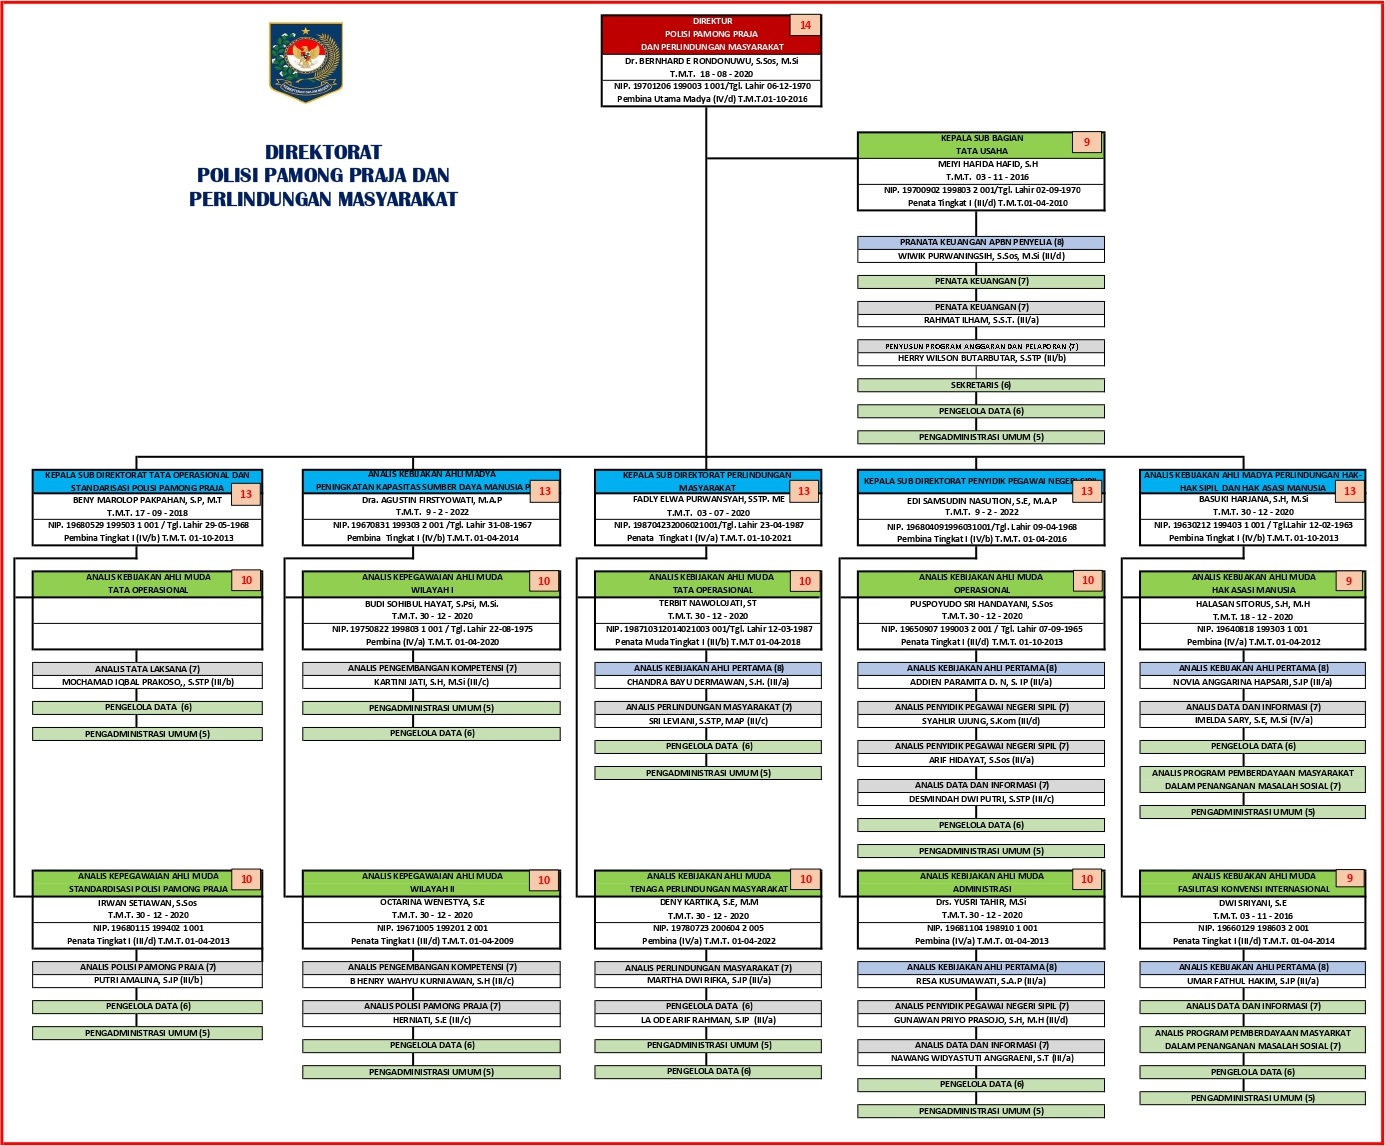 DIREKTORAT
POLISI PAMONG PRAJA DAN
PERLINDUNGAN MASYARAKAT
DIREKTUR
POLISI PAMONG PRAJA
DAN PERLINDUNGAN MASYARAKAT
14
Dr. BERNHARD E RONDONUWU, S.Sos, M.Si
T.M.T. 18 - 08 - 2020
NIP. 19701206 199003 1 001/Tgl. Lahir 06-12-1970
Pembina Utama Madya (IV/d) T.M.T.01-10-2016
KEPALA SUB BAGIAN
TATA USAHA
9
MEIYI HAFIDA HAFID, S.H
T.M.T. 03 - 11 - 2016
NIP. 19700902 199803 2 001/Tgl. Lahir 02-09-1970
Penata Tingkat I (III/d) T.M.T.01-04-2010
PRANATA KEUANGAN APBN PENYELIA (8)
WIWIK PURWANINGSIH, S.Sos, M.Si (III/d)
PENATA KEUANGAN (7)
PENATA KEUANGAN (7)
RAHMAT ILHAM, S.S.T. (III/a)
PENYUSUN PROGRAM ANGGARAN DAN PELAPORAN (7)
HERRY WILSON BUTARBUTAR, S.STP (III/b)
SEKRETARIS (6)
PENGELOLA DATA (6)
PENGADMINISTRASI UMUM (5)
KEPALA SUB DIREKTORAT TATA OPERASIONAL DAN
STANDARISASI POLISI PAMONG PRAJA
13
BENY MAROLOP PAKPAHAN, S.P, M.T
T.M.T. 17 - 09 - 2018
NIP. 19680529 199503 1 001 / Tgl. Lahir 29-05-1968
Pembina Tingkat I (IV/b) T.M.T. 01-10-2013
ANALIS KEBIJAKAN AHLI MUDA
TATA OPERASIONAL
10
ANALIS TATA LAKSANA (7)
MOCHAMAD IQBAL PRAKOSO,, S.STP (III/b)
PENGELOLA DATA (6)
PENGADMINISTRASI UMUM (5)
ANALIS KEPEGAWAIAN AHLI MUDA
STANDARDISASI POLISI PAMONG PRAJA
10
IRWAN SETIAWAN, S.Sos
T.M.T. 30 - 12 - 2020
NIP. 19680115 199402 1 001
Penata Tingkat I (III/d) T.M.T. 01-04-2013
ANALIS POLISI PAMONG PRAJA (7)
PUTRI AMALINA, S.IP (II/b)
PENGELOLA DATA (6)
PENGADMINISTRASI UMUM (5)
ANALIS KEBIJAKAN AHLI MADYA
PENINGKATAN KAPASITAS SUMBER DAYA MANUSIA P
13
Dra. AGUSTIN FIRSTYOWATI, M.A.P
T.M.T. 9 - 2 - 2022
NIP. 19670831 199303 2 001 /Tgl. Lahir 31-08-1967
Pembina Tingkat I (IV/b) T.M.T. 01-04-2014
ANALIS KEPEGAWAIAN AHLI MUDA
WILAYAH I
10
BUDI SOHIBUL HAYAT, S.Psi, M.Si.
T.M.T. 30 - 12 - 2020
NIP. 19750822 199803 1 001 / Tgl. Lahir 22-08-1975
Pembina (IV/a) T.M.T. 01-04-2020
ANALIS PENGEMBANGAN KOMPETENSI (7)
KARTINI JATI, S.H, M.Si (III/c)
PENGADMINISTRASI UMUM (5)
PENGELOLA DATA (6)
ANALIS KEPEGAWAIAN AHLI MUDA
WILAYAH II
10
OCTARINA WENESTYA, S.E
T.M.T. 30 - 12 - 2020
NIP. 19671005 199201 2 001
Penata Tingkat I (III/d) T.M.T. 01-04-2009
ANALIS PENGEMBANGAN KOMPETENSI (7)
B HENRY WAHYU KURNIAWAN, S.H (III/c)
ANALIS POLISI PAMONG PRAJA (7)
HERNIATI, S.E (III/c)
PENGELOLA DATA (6)
PENGADMINISTRASI UMUM (5)
KEPALA SUB DIREKTORAT PERLINDUNGAN
MASYARAKAT
13
FADLY ELWA PURWANSYAH, SSTP. ME
T.M.T. 03 - 07 - 2020
NIP. 198704232006021001/Tgl. Lahir 23-04-1987
Penata Tingkat I (IV/a) T.M.T. 01-10-2021
ANALIS KEBIJAKAN AHLI MUDA
TATA OPERASIONAL
10
TERBIT NAWOLOJATI, ST
T.M.T. 30 - 12 - 2020
NIP. 198710312014021003 001/Tgl. Lahir 12-03-1987
Penata Muda Tingkat I (III/b) T.M.T 01-04-2018
ANALIS KEBIJAKAN AHLI PERTAMA (8)
CHANDRA BAYU DERMAWAN, S.H. (III/a)
ANALIS PERLINDUNGAN MASYARAKAT (7)
SRI LEVIANI, S.STP, MAP (III/c)
PENGELOLA DATA (6)
PENGADMINISTRASI UMUM (5)
ANALIS KEBIJAKAN AHLI MUDA
TENAGA PERLINDUNGAN MASYARAKAT
10
DENY KARTIKA, S.E, M.M
T.M.T. 30 - 12 - 2020
NIP. 19780723 200604 2 005
Pembina (IV/a) T.M.T. 01-04-2022
ANALIS PERLINDUNGAN MASYARAKAT (7)
MARTHA DWI RIFKA, S.IP (III/a)
PENGELOLA DATA (6)
LA ODE ARIF RAHMAN, S.IP (III/a)
PENGADMINISTRASI UMUM (5)
PENGELOLA DATA (6)
KEPALA SUB DIREKTORAT PENYIDIK PEGAWAI NEGERI SIPIL
13
EDI SAMSUDIN NASUTION, S.E, M.A.P
T.M.T. 9 - 2 - 2022
NIP. 196804091996031001/Tgl. Lahir 09-04-1968
Pembina Tingkat I (IV/b) T.M.T. 01-04-2016
ANALIS KEBIJAKAN AHLI MUDA
OPERASIONAL
10
PUSPOYUDO SRI HANDAYANI, S.Sos
T.M.T. 30 - 12 - 2020
NIP. 19650907 199003 2 001 / Tgl. Lahir 07-09-1965
Penata Tingkat I (III/d) T.M.T. 01-10-2013
ANALIS KEBIJAKAN AHLI PERTAMA (8)
ADDIEN PARAMITA D. N, S. IP (III/a)
ANALIS PENYIDIK PEGAWAI NEGERI SIPIL (7)
SYAHLIR UJUNG, S.Kom (III/d)
ANALIS PENYIDIK PEGAWAI NEGERI SIPIL (7)
ARIF HIDAYAT, S.Sos (III/a)
ANALIS DATA DAN INFORMASI (7)
DESMINDAH DWI PUTRI, S.STP (III/c)
PENGELOLA DATA (6)
PENGADMINISTRASI UMUM (5)
ANALIS KEBIJAKAN AHLI MUDA
ADMINISTRASI
10
Drs. YUSRI TAHIR, M.Si
T.M.T. 30 - 12 - 2020
NIP. 19681104 198910 1 001
Pembina (IV/a) T.M.T. 01-04-2013
ANALIS KEBIJAKAN AHLI PERTAMA (8)
RESA KUSUMAWATI, S.A.P (III/a)
ANALIS PENYIDIK PEGAWAI NEGERI SIPIL (7)
GUNAWAN PRIYO PRASOJO, S.H, M.H (III/d)
ANALIS DATA DAN INFORMASI (7)
NAWANG WIDYASTUTI ANGGRAENI, S.T (III/a)
PENGELOLA DATA (6)
PENGADMINISTRASI UMUM (5)
ANALIS KEBIJAKAN AHLI MADYA PERLINDUNGAN HAK-
HAK SIPIL DAN HAK ASASI MANUSIA
13
BASUKI HARJANA, S.H, M.Si
T.M.T. 30 - 12 - 2020
NIP. 19630212 199403 1 001 / Tgl.Lahir 12-02-1963
Pembina Tingkat I (IV/b) T.M.T. 01-10-2013
ANALIS KEBIJAKAN AHLI MUDA
HAK ASASI MANUSIA
9
HALASAN SITORUS, S.H, M.H
T.M.T. 18 - 12 - 2020
NIP. 19640818 199303 1 001
Pembina (IV/a) T.M.T. 01-04-2012
ANALIS KEBIJAKAN AHLI PERTAMA (8)
NOVIA ANGGARINA HAPSARI, S.IP (III/a)
ANALIS DATA DAN INFORMASI (7)
IMELDA SARY, S.E, M.Si (IV/a)
PENGELOLA DATA (6)
ANALIS PROGRAM PEMBERDAYAAN MASYARAKAT
DALAM PENANGANAN MASALAH SOSIAL (7)
PENGADMINISTRASI UMUM (5)
ANALIS KEBIJAKAN AHLI MUDA
FASILITASI KONVENSI INTERNASIONAL
9
DWI SRIYANI, S.E
T.M.T. 03 - 11 - 2016
NIP. 19660129 198603 2 001
Penata Tingkat I (III/d) T.M.T. 01-04-2014
ANALIS KEBIJAKAN AHLI PERTAMA (8)
UMAR FATHUL HAKIM, S.IP (III/a)
ANALIS DATA DAN INFORMASI (7)
ANALIS PROGRAM PEMBERDAYAAN MASYARKAT
DALAM PENANGANAN MASALAH SOSIAL (7)
PENGELOLA DATA (6)
PENGADMINISTRASI UMUM (5)